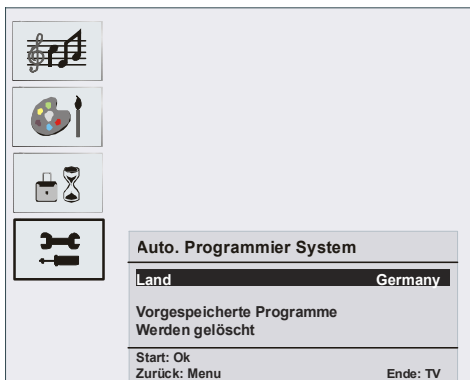 Auto. Programmier System
Land Germany
Vorgespeicherte Programme
Werden gelöscht
Start: Ok
Zurück: Menu Ende: TV